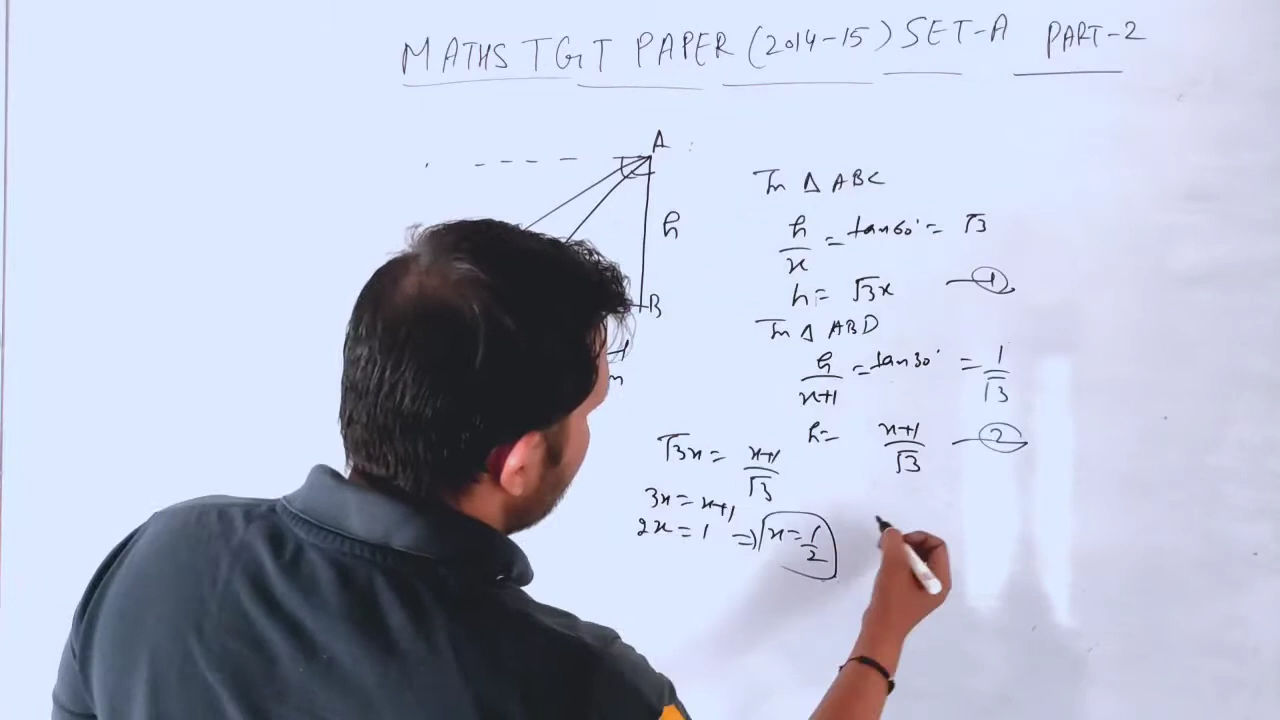 MATHS TGT PAPER (2014-15) SET-A PART-2
A
h
B
In Δ ABC
h/x = tan60° = √3
h = √3x —①
In Δ ABD
h/x+1 = tan30° = 1/√3
h = x+1/√3 —②
√3x = x+1/√3
3x = x+1
2x = 1 => x = 1/2